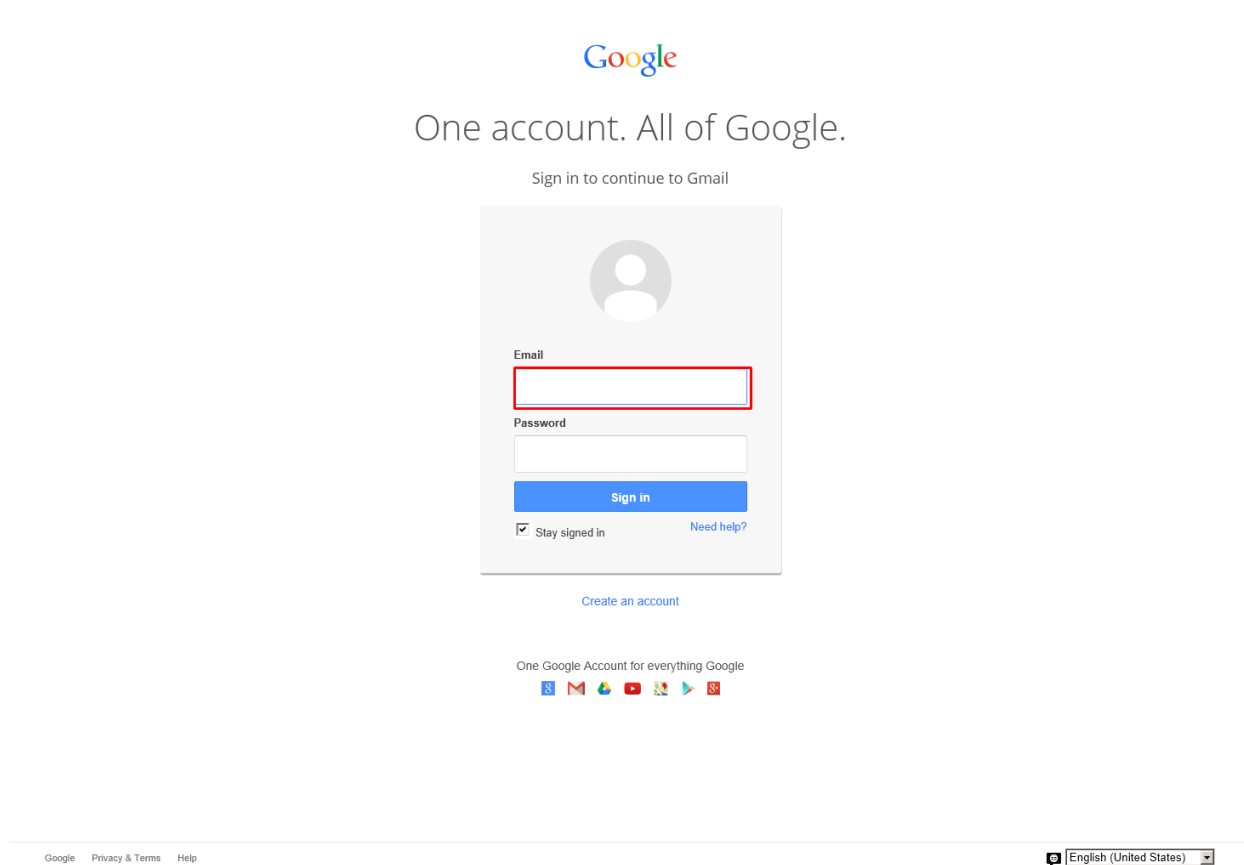 Google
One account. All of Google.
Sign in to continue to Gmail
Email
Password
Sign in
Stay signed in
Need help?
Create an account
One Google Account for everything Google
Google Privacy & Terms Help
English (United States)